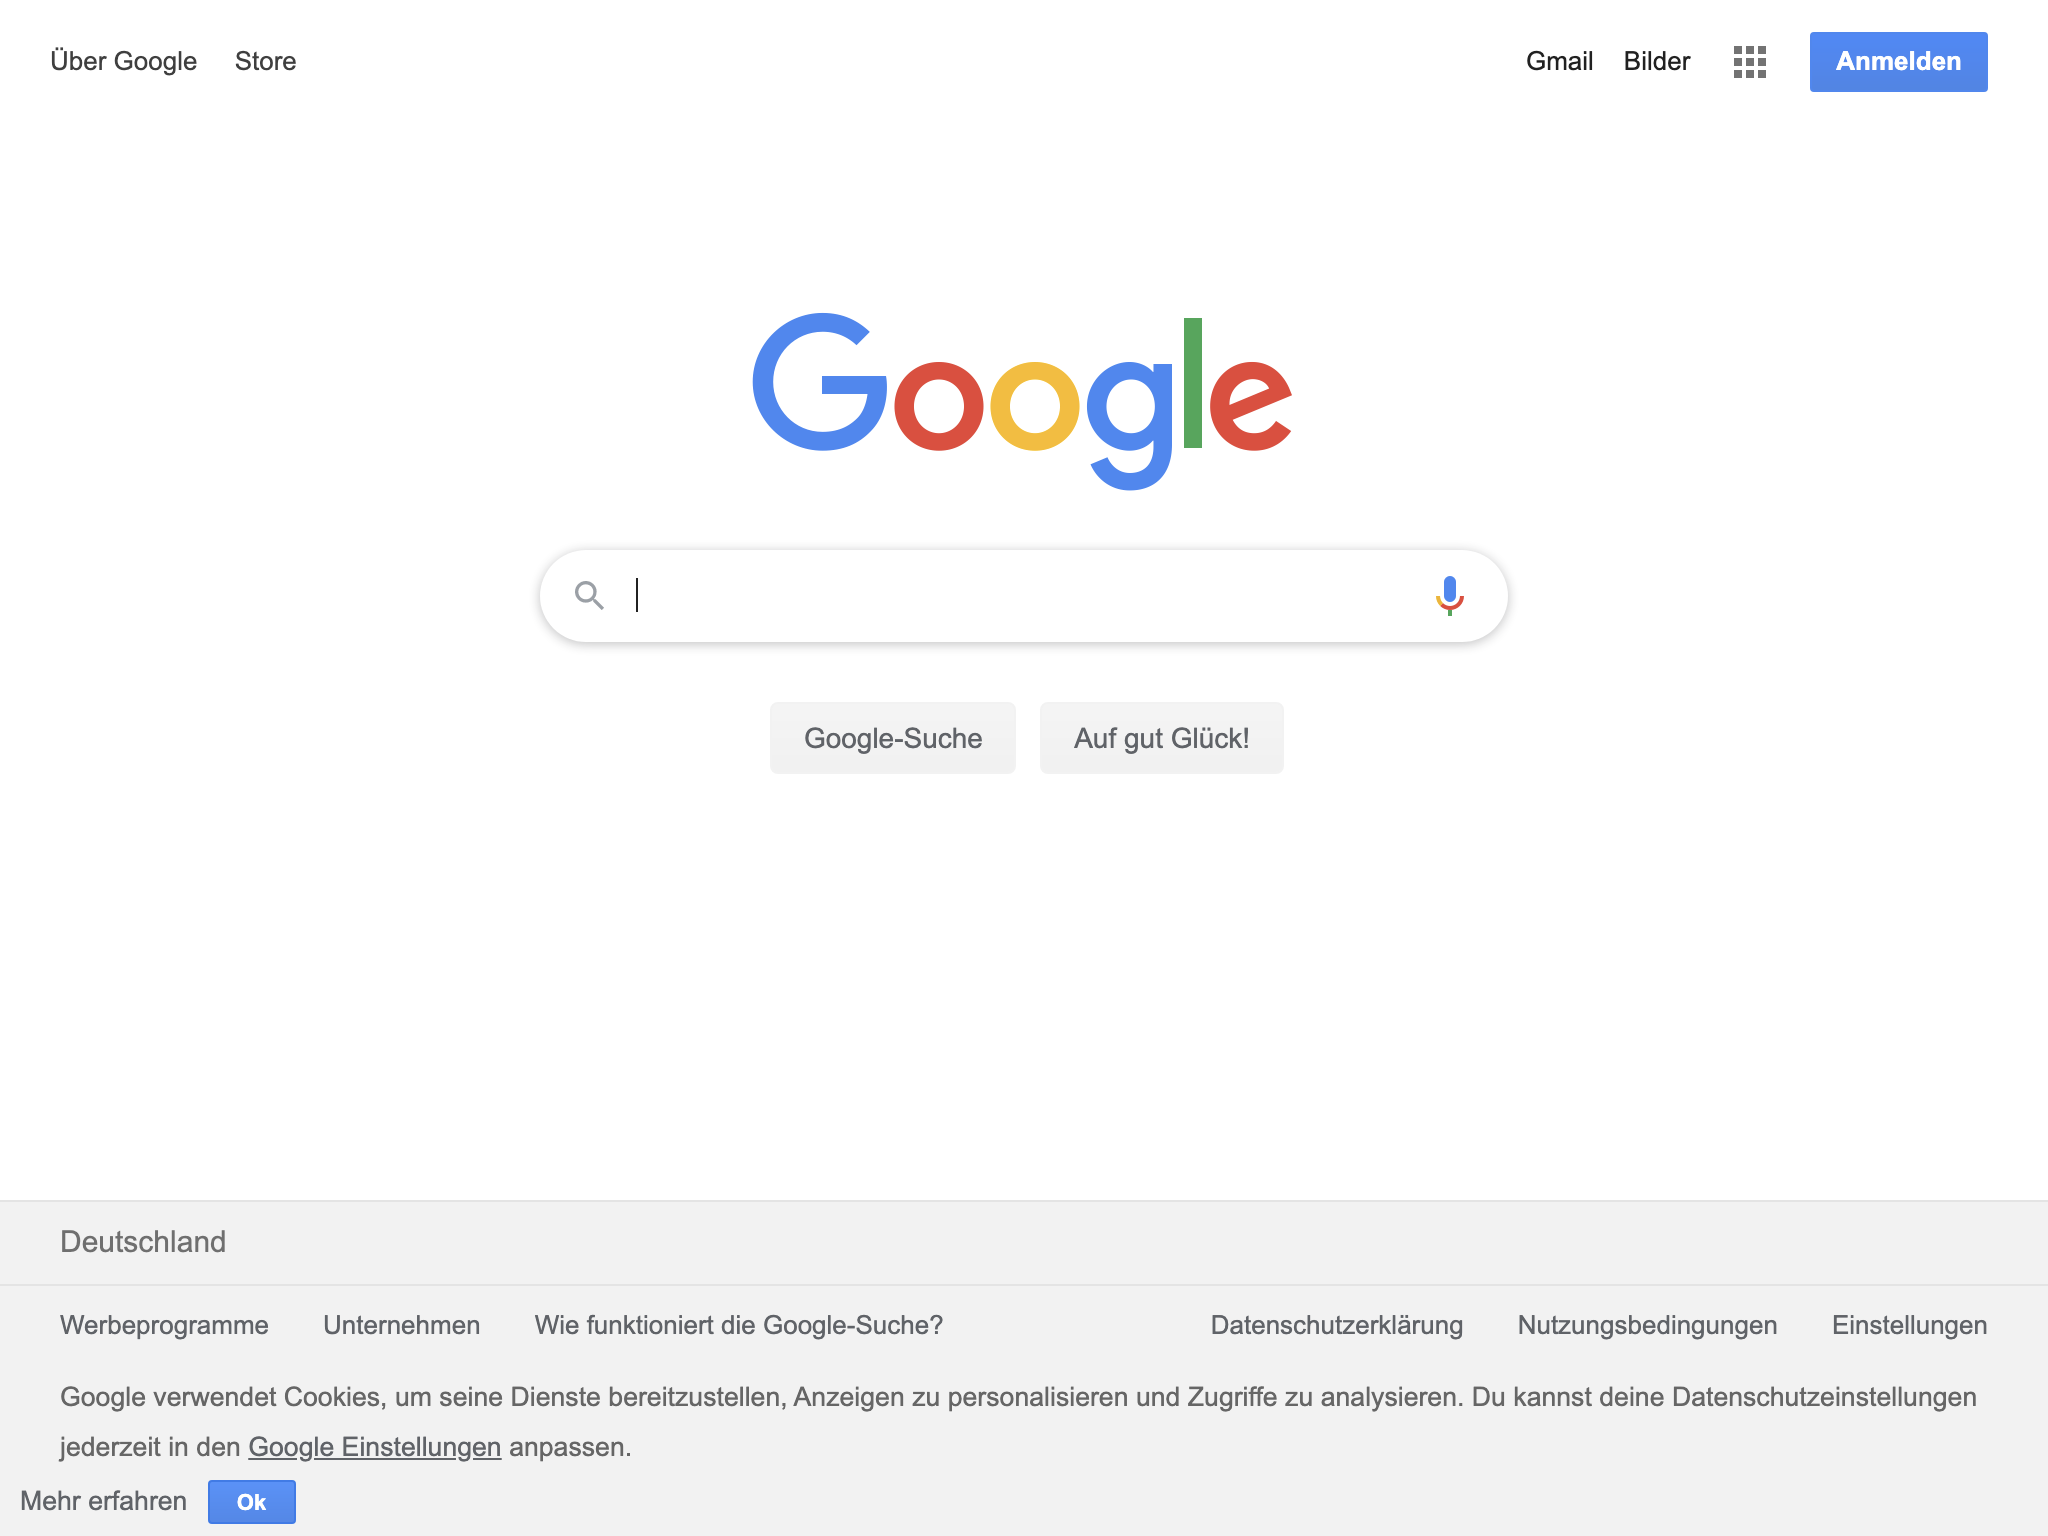 Über Google Store Gmail Bilder Anmelden
Google
Google-Suche Auf gut Glück!
Deutschland
Werbeprogramme Unternehmen Wie funktioniert die Google-Suche? Datenschutzerklärung Nutzungsbedingungen Einstellungen
Google verwendet Cookies, um seine Dienste bereitzustellen, Anzeigen zu personalisieren und Zugriffe zu analysieren. Du kannst deine Datenschutzeinstellungen
jederzeit in den Google Einstellungen anpassen.
Mehr erfahren Ok